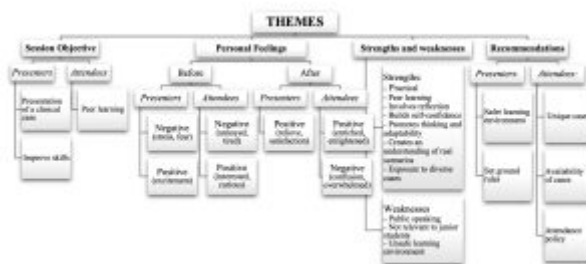 THEMES
Session Objective
Personal Feelings
Strengths and weaknesses
Recommendations
Presenters
Attendees
Before
After
Presenters
Attendees
Presentation
of a clinical
case
Peer learning
Improve skills
Presenters
Attendees
Presenters
Attendees
Negative
(stress, fear)
Negative
(annoyed,
tired)
Positive
(relieve,
satisfaction)
Positive
(enriched,
enlightened)
Positive
(excitement)
Positive
(interested,
curious)
Negative
(confusion,
overwhelmed)
Strengths:
- Practical
- Peer learning
- Involves reflection
- Builds self-confidence
- Promotes thinking and
adaptability
- Creates an
understanding of real
scenarios
- Exposure to diverse
cases
Weaknesses
- Public speaking
- Not relevant to junior
students
- Unsafe learning
environment
Safer learning
environment
Set ground
rules
Unique cases
Availability
of cases
Attendance
policy